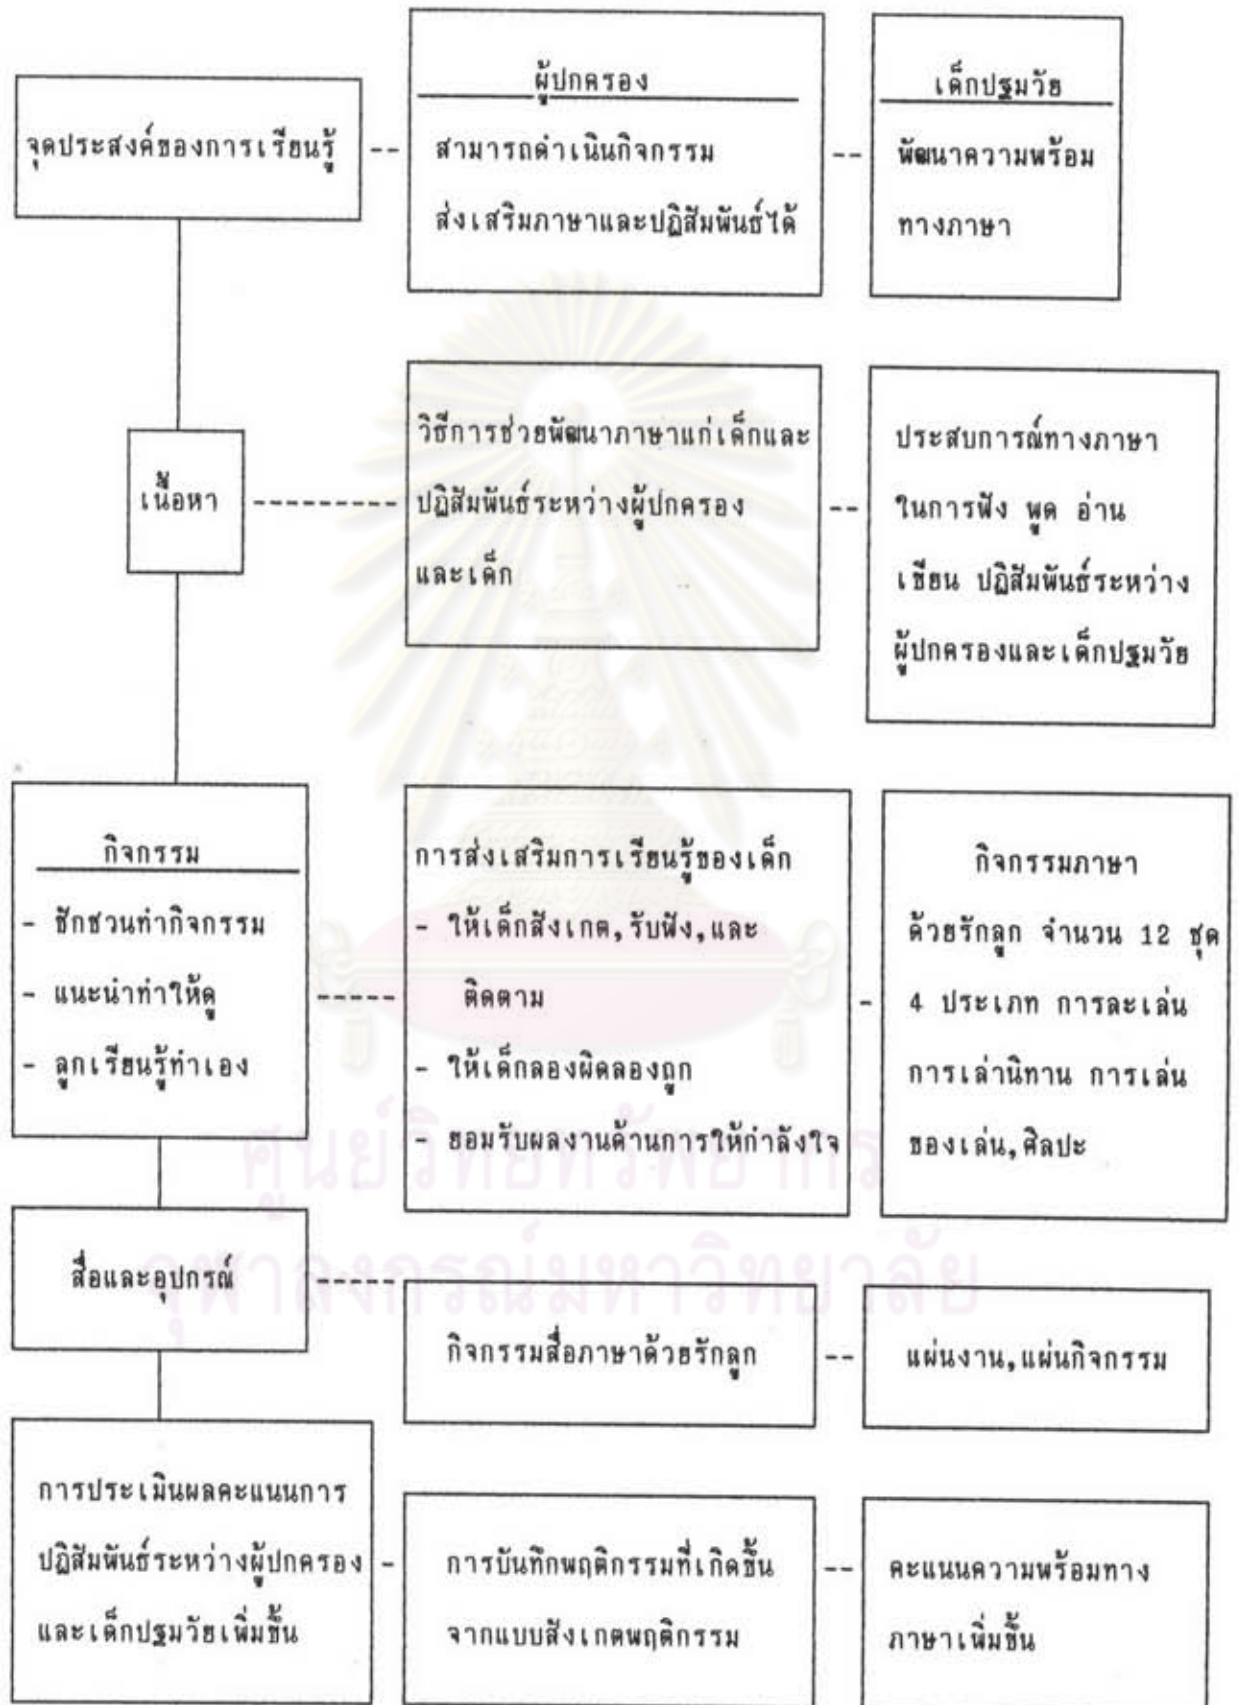 จุดประสงค์ของการเรียนรู้
ผู้ปกครอง
สามารถดำเนินกิจกรรม
ส่งเสริมภาษาและปฏิสัมพันธ์ได้
เด็กปฐมวัย
พัฒนาความพร้อม
ทางภาษา
เนื้อหา
วิธีการช่วยพัฒนาภาษาแก่เด็กและ
ปฏิสัมพันธ์ระหว่างผู้ปกครอง
และเด็ก
ประสบการณ์ทางภาษา
ในการฟัง พูด อ่าน
เขียน ปฏิสัมพันธ์ระหว่าง
ผู้ปกครองและเด็กปฐมวัย
กิจกรรม
- ชักชวนทำกิจกรรม
- แนะนำทำให้ดู
- ลูกเรียนรู้ทำเอง
การส่งเสริมการเรียนรู้ของเด็ก
- ให้เด็กสังเกต,รับฟัง,และ
ติดตาม
- ให้เด็กลองผิดลองถูก
- ยอมรับผลงานด้านการให้กำลังใจ
กิจกรรมภาษา
ด้วยรักลูก จำนวน 12 ชุด
4 ประเภท การละเล่น
การเล่านิทาน การเล่น
ของเล่น,ศิลปะ
ศูนย์วิทยทรัพยากร
จุฬาลงกรณ์มหาวิทยาลัย
สื่อและอุปกรณ์
กิจกรรมสื่อภาษาด้วยรักลูก
แผ่นงาน,แผ่นกิจกรรม
การประเมินผลคะแนนการ
ปฏิสัมพันธ์ระหว่างผู้ปกครอง
และเด็กปฐมวัยเพิ่มขึ้น
การบันทึกพฤติกรรมที่เกิดขึ้น
จากแบบสังเกตพฤติกรรม
คะแนนความพร้อมทาง
ภาษาเพิ่มขึ้น